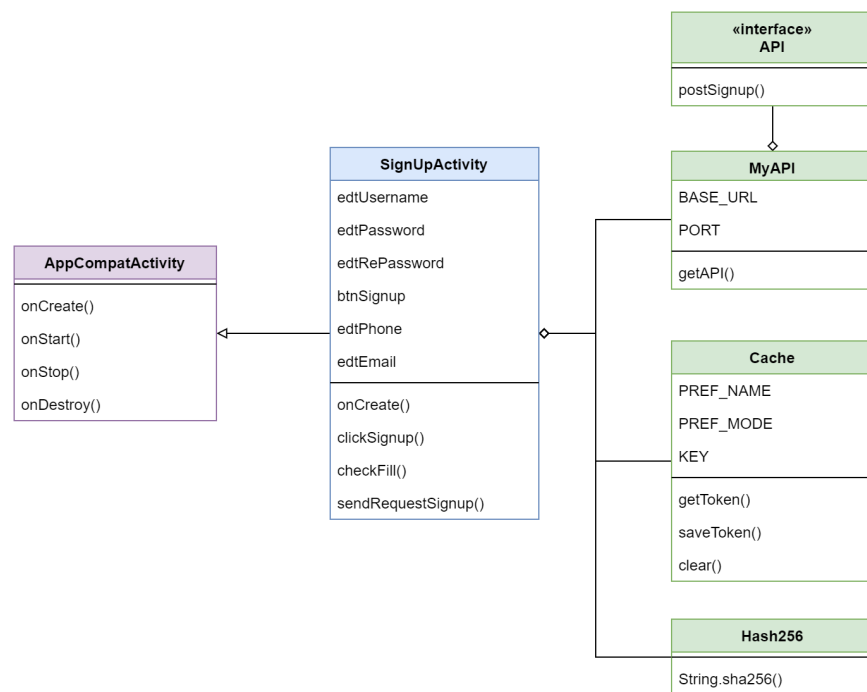 «interface»
API
postSignup()
SignUpActivity
edtUsername
edtPassword
edtRePassword
btnSignup
edtPhone
edtEmail
onCreate()
clickSignup()
checkFill()
sendRequestSignup()
AppCompatActivity
onCreate()
onStart()
onStop()
onDestroy()
MyAPI
BASE_URL
PORT
getAPI()
Cache
PREF_NAME
PREF_MODE
KEY
getToken()
saveToken()
clear()
Hash256
String.sha256()